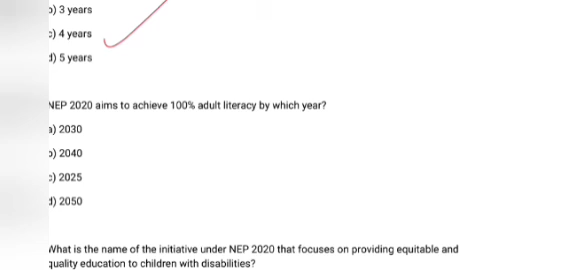 b) 3 years
c) 4 years
d) 5 years
NEP 2020 aims to achieve 100% adult literacy by which year?
a) 2030
b) 2040
c) 2025
d) 2050
What is the name of the initiative under NEP 2020 that focuses on providing equitable and
quality education to children with disabilities?